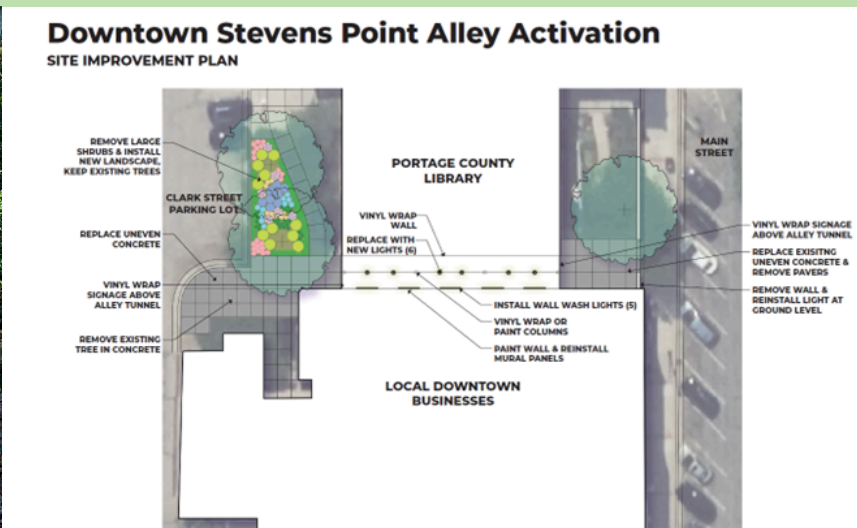 Downtown Stevens Point Alley Activation
SITE IMPROVEMENT PLAN
REMOVE LARGE
SHRUBS & INSTALL
NEW LANDSCAPE,
KEEP EXISTING TREES
CLARK STREET
PARKING LOT
REPLACE UNEVEN
CONCRETE
VINYL WRAP
SIGNAGE ABOVE
ALLEY TUNNEL
REMOVE EXISTING
TREE IN CONCRETE
PORTAGE COUNTY
LIBRARY
VINYL WRAP
WALL
REPLACE WITH
NEW LIGHTS (6)
INSTALL WALL WASH LIGHTS (5)
VINYL WRAP OR
PAINT COLUMNS
PAINT WALL & REINSTALL
MURAL PANELS
LOCAL DOWNTOWN
BUSINESSES
MAIN
STREET
VINYL WRAP SIGNAGE
ABOVE ALLEY TUNNEL
REPLACE EXISITNG
UNEVEN CONCRETE &
REMOVE PAVERS
REMOVE WALL &
REINSTALL LIGHT AT
GROUND LEVEL